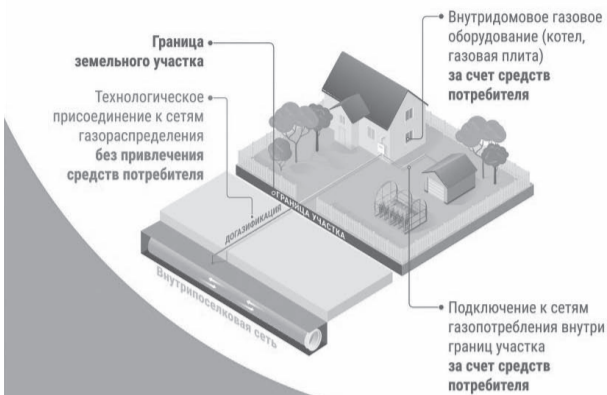 Граница
земельного участка
Технологическое
присоединение к сетям
газораспределения
без привлечения
средств потребителя
Внутридомовое газовое
оборудование (котел,
газовая плита)
за счет средств
потребителя
ГРАНИЦА УЧАСТКА
ДОГАЗИФИКАЦИЯ
Внутрипоселковая сеть
Подключение к сетям
газопотребления внутри
границ участка
за счет средств
потребителя